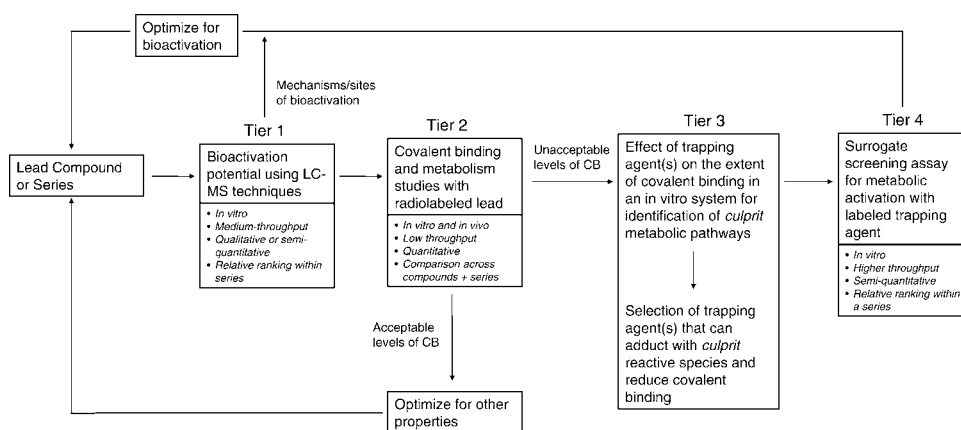 Optimize for
bioactivation
Mechanisms/sites
of bioactivation
Lead Compound
or Series
Tier 1
Bioactivation
potential using LC-
MS techniques
• In vitro
• Medium-throughput
• Qualitative or semi-
quantitative
• Relative ranking within
series
Tier 2
Covalent binding
and metabolism
studies with
radiolabeled lead
• In vitro and in vivo
• Low throughput
• Quantitative
• Comparison across
compounds + series
Unacceptable
levels of CB
Acceptable
levels of CB
Optimize for other
properties
Tier 3
Effect of trapping
agent(s) on the extent
of covalent binding in
an in vitro system for
identification of culprit
metabolic pathways
Selection of trapping
agent(s) that can
adduct with culprit
reactive species and
reduce covalent
binding
Tier 4
Surrogate
screening assay
for metabolic
activation with
labeled trapping
agent
• In vitro
• Higher throughput
• Semi-quantitative
• Relative ranking within
a series